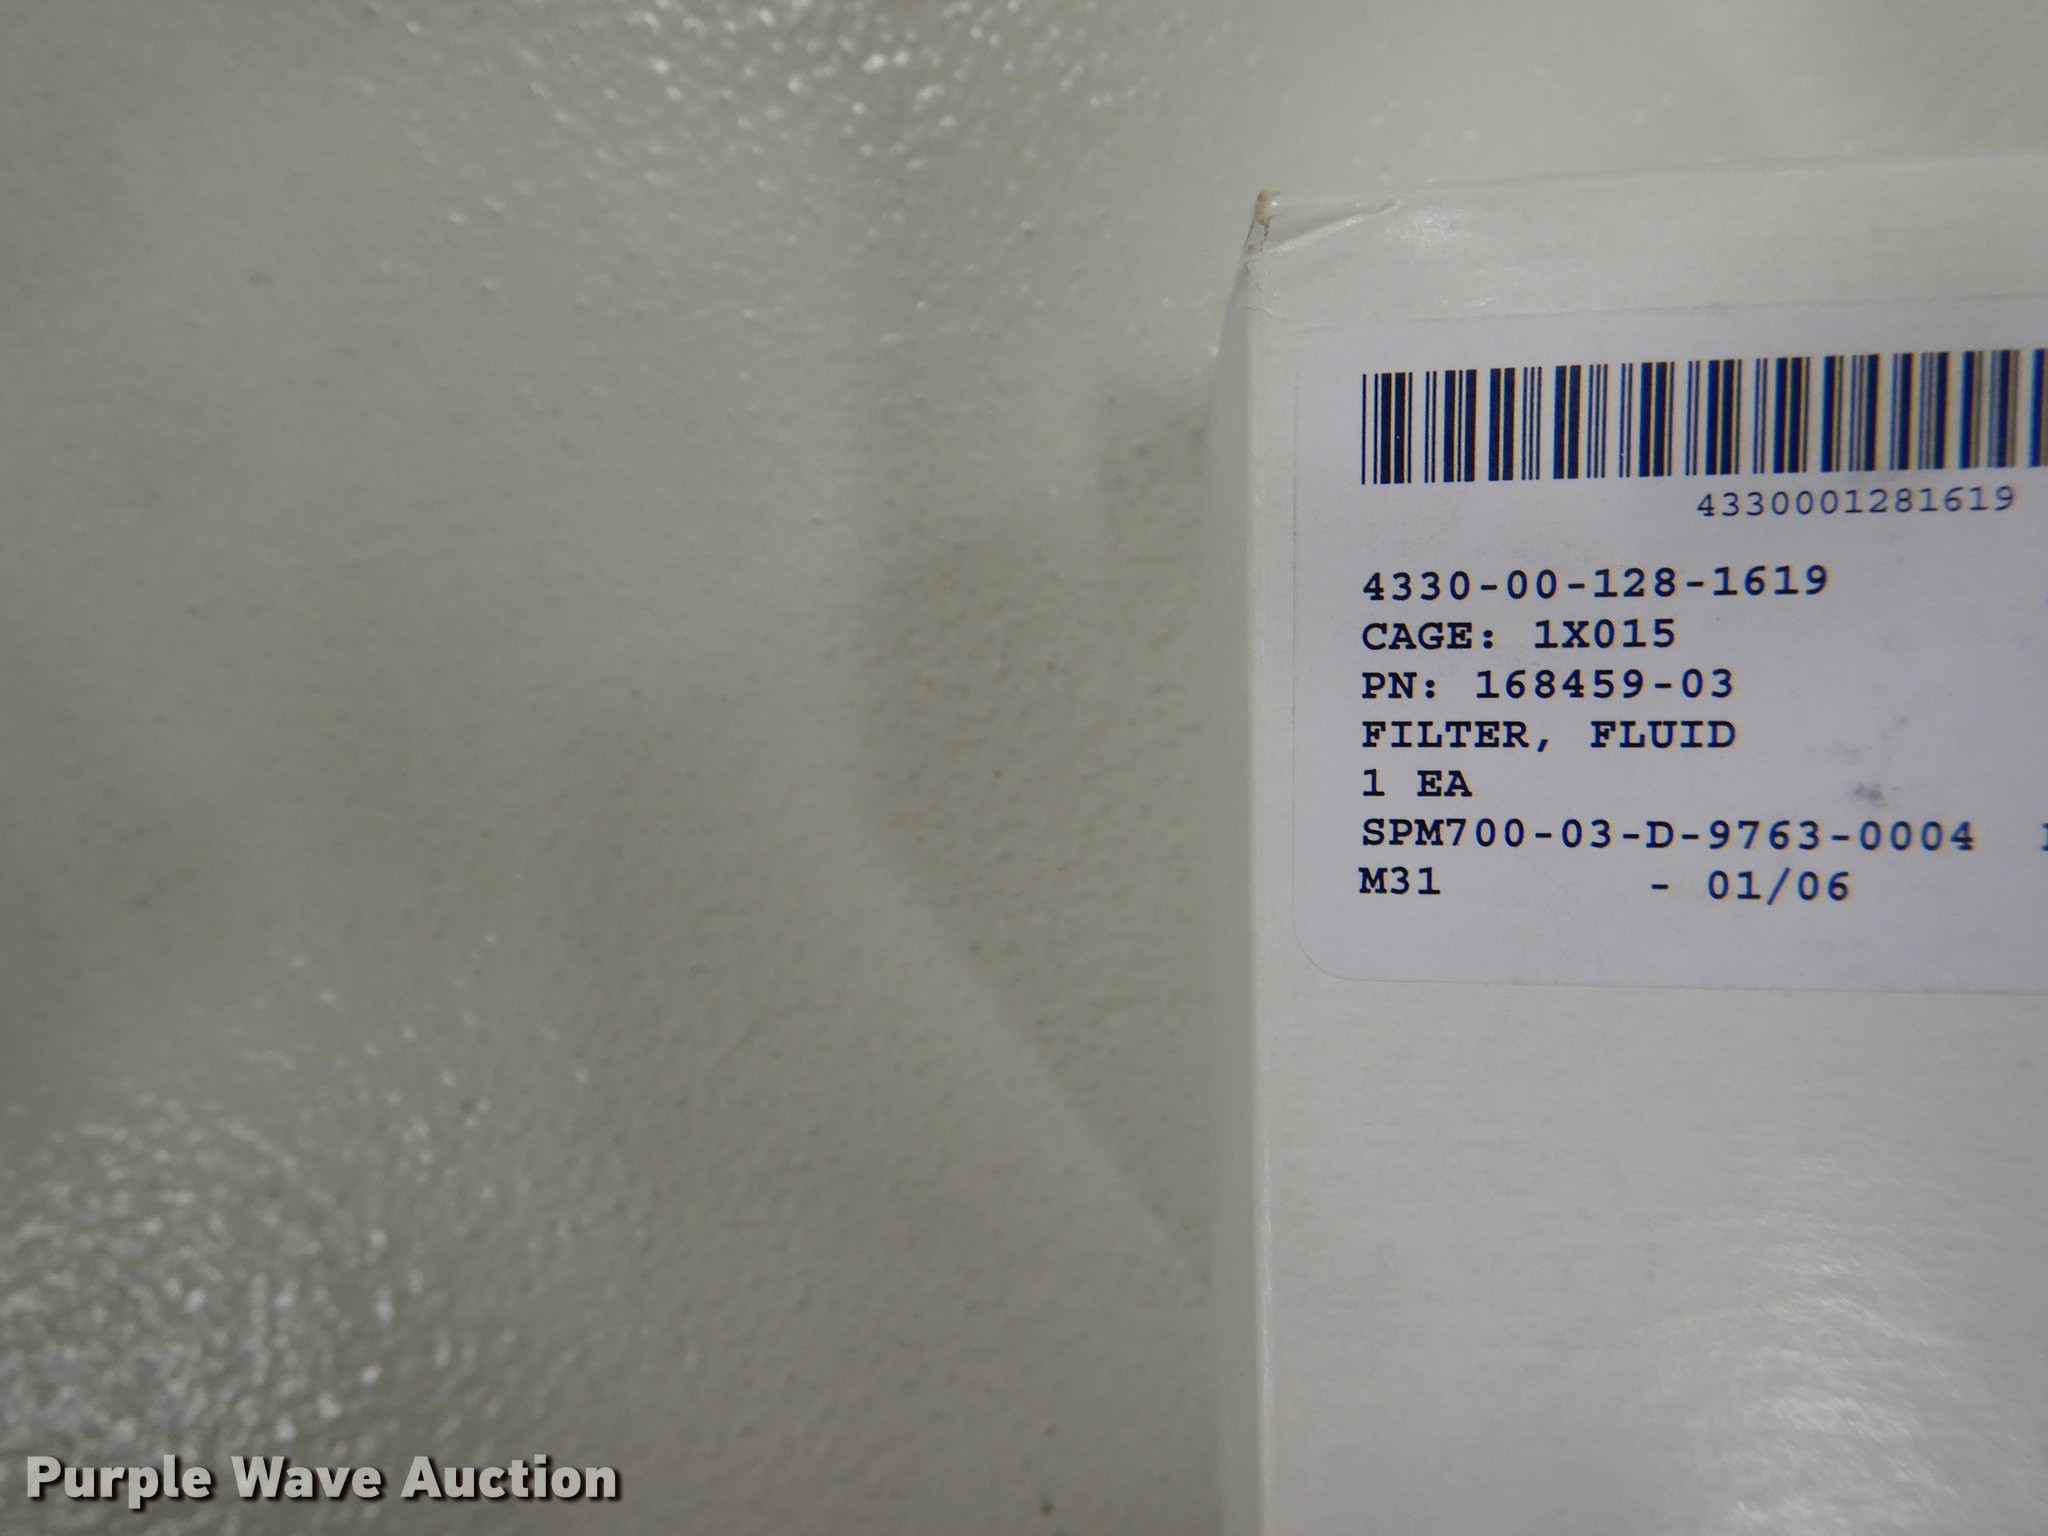 4330001281619
4330-00-128-1619
CAGE: 1X015
PN: 168459-03
FILTER, FLUID
1 EA
SPM700-03-D-9763-0004
M31 - 01/06
Purple Wave Auction